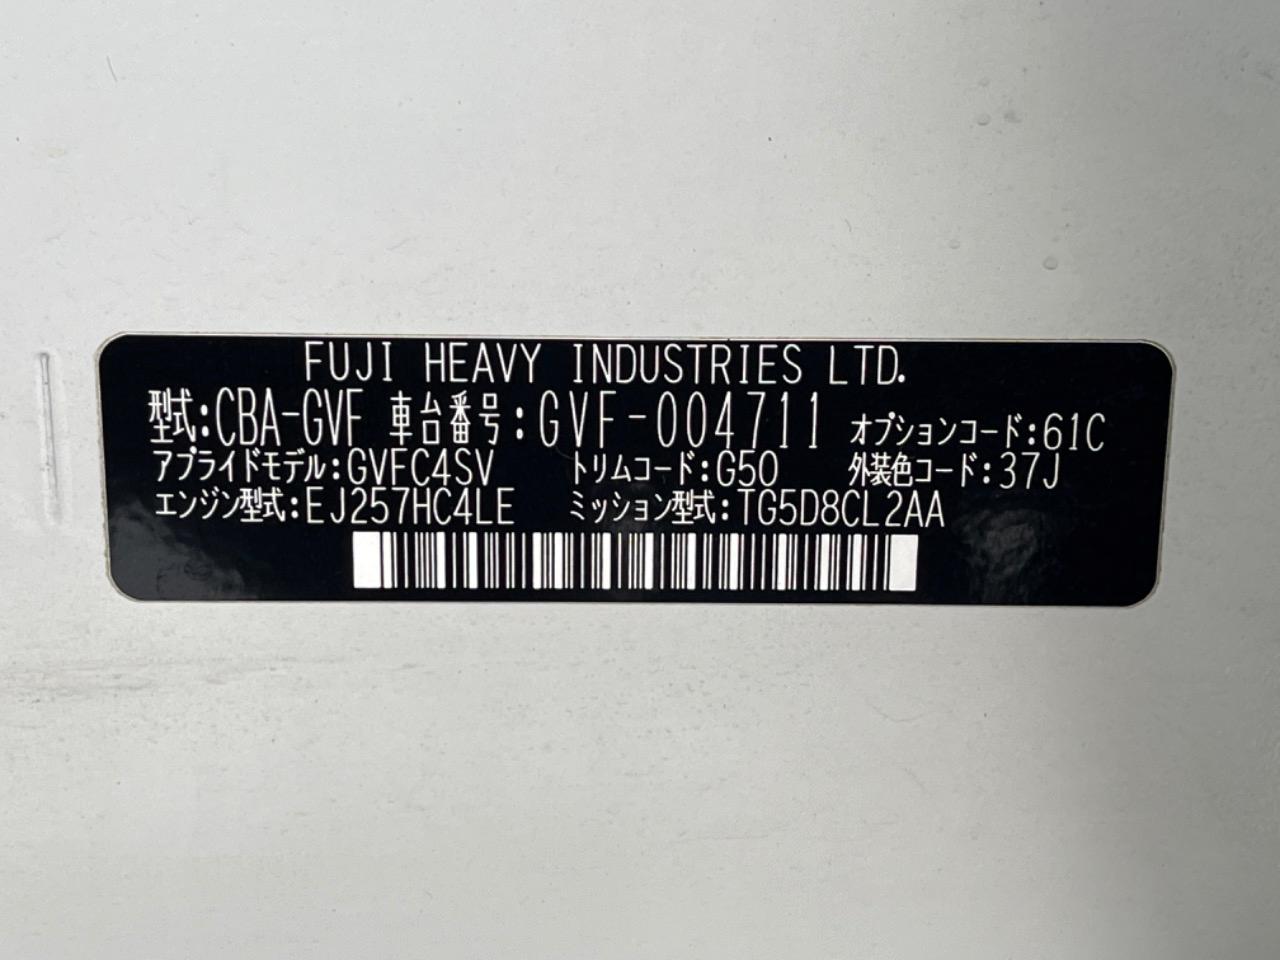 FUJI HEAVY INDUSTRIES LTD.
型式:CBA-GVF 車台番号:GVF-004711 オプションコード:61C
アプライドモデル:GVFC4SV トリムコード:G50 外装色コード:37J
エンジン型式:EJ257HC4LE ミッション型式:TG5D8CL2AA